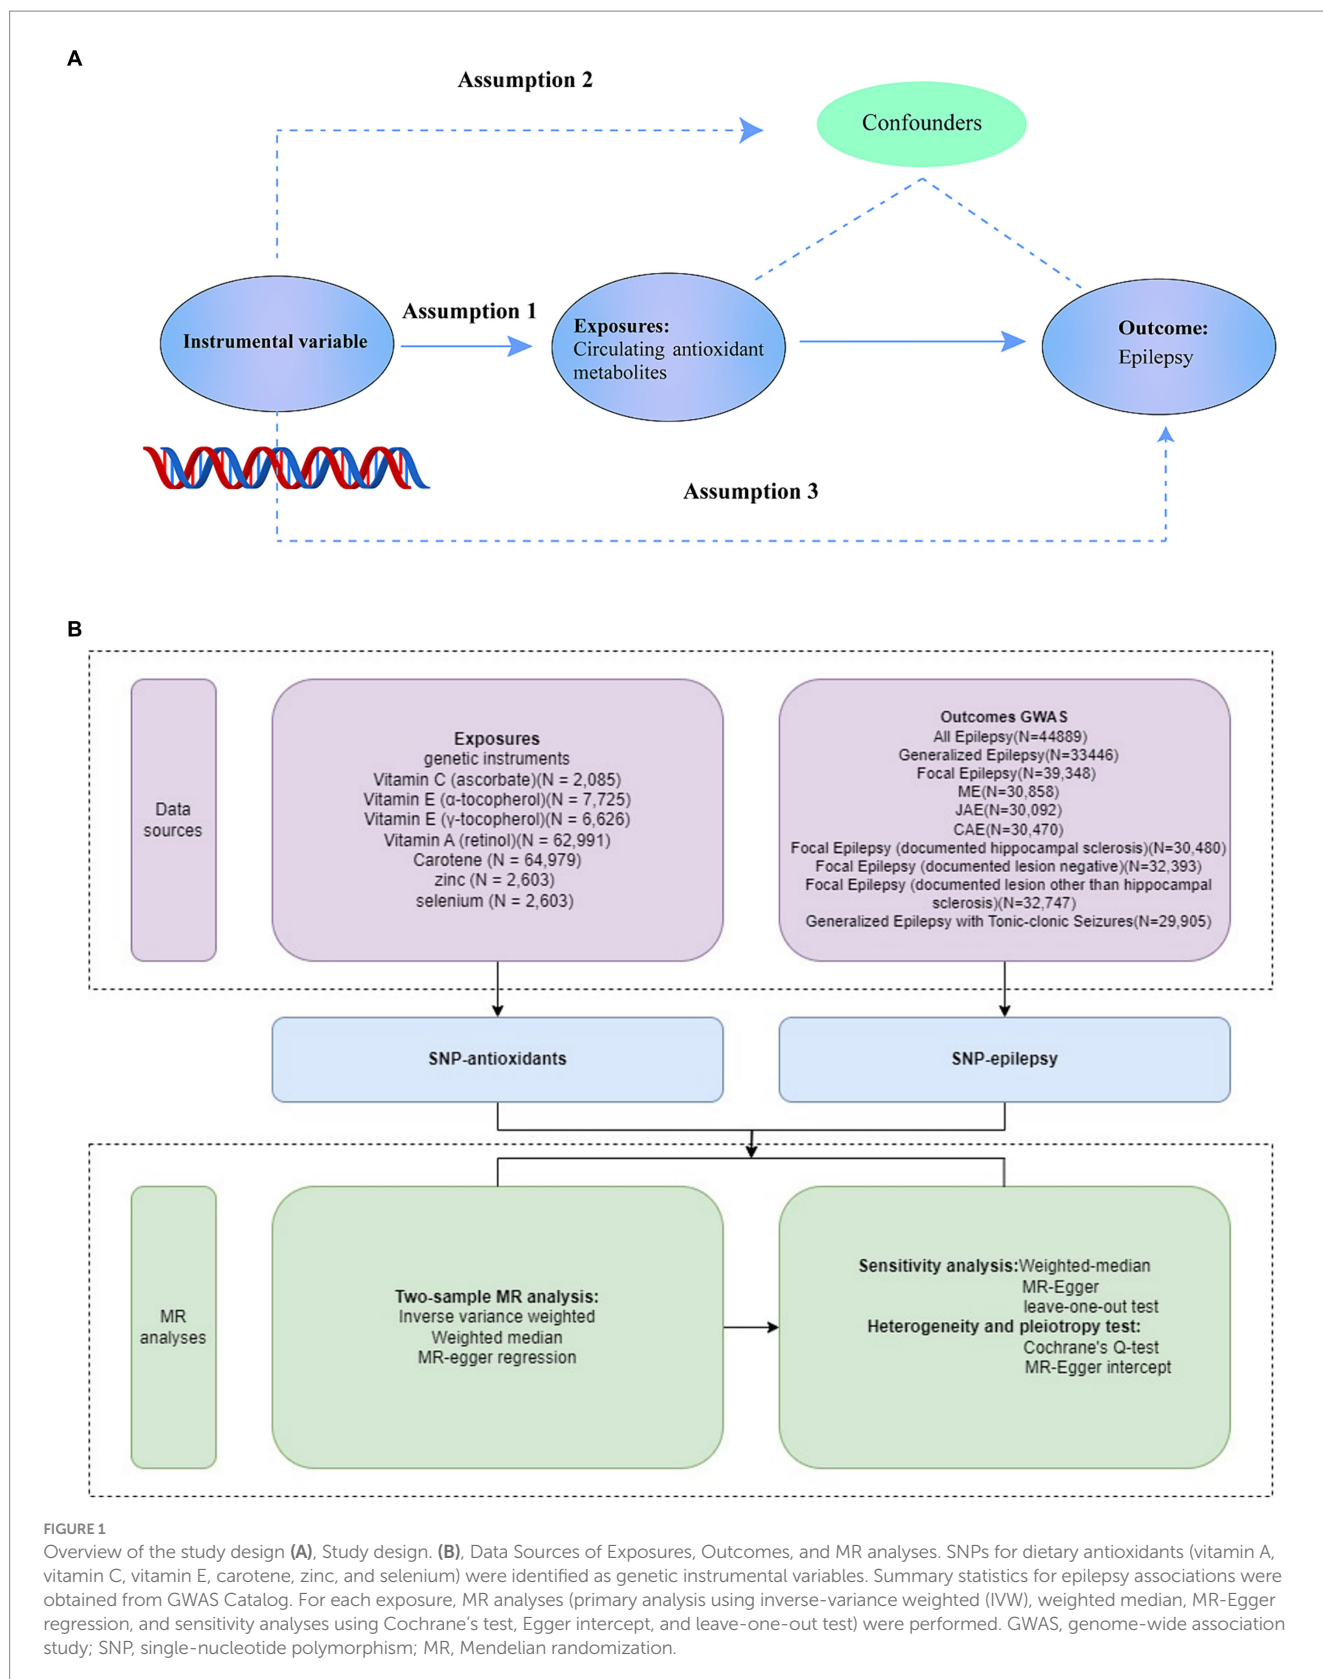 A
Assumption 2
Confounders
Assumption 1
Instrumental variable
Exposures:
Circulating antioxidant
metabolites
Outcome:
Epilepsy
Assumption 3
B
Data
sources
Exposures
genetic instruments
Vitamin C (ascorbate)(N = 2,085)
Vitamin E (α-tocopherol)(N = 7,725)
Vitamin E (γ-tocopherol)(N = 6,626)
Vitamin A (retinol)(N = 62,991)
Carotene (N = 64,979)
zinc (N = 2,603)
selenium (N = 2,603)
Outcomes GWAS
All Epilepsy(N=44889)
Generalized Epilepsy(N=33446)
Focal Epilepsy(N=39,348)
ME(N=30,858)
JAE(N=30,092)
CAE(N=30,470)
Focal Epilepsy (documented hippocampal sclerosis)(N=30,480)
Focal Epilepsy (documented lesion negative)(N=32,393)
Focal Epilepsy (documented lesion other than hippocampal
sclerosis)(N=32,747)
Generalized Epilepsy with Tonic-clonic Seizures(N=29,905)
SNP-antioxidants
SNP-epilepsy
MR
analyses
Two-sample MR analysis:
Inverse variance weighted
Weighted median
MR-egger regression
Sensitivity analysis:Weighted-median
MR-Egger
leave-one-out test
Heterogeneity and pleiotropy test:
Cochrane's Q-test
MR-Egger intercept
FIGURE 1
Overview of the study design (A), Study design. (B), Data Sources of Exposures, Outcomes, and MR analyses. SNPs for dietary antioxidants (vitamin A,
vitamin C, vitamin E, carotene, zinc, and selenium) were identified as genetic instrumental variables. Summary statistics for epilepsy associations were
obtained from GWAS Catalog. For each exposure, MR analyses (primary analysis using inverse-variance weighted (IVW), weighted median, MR-Egger
regression, and sensitivity analyses using Cochrane's test, Egger intercept, and leave-one-out test) were performed. GWAS, genome-wide association
study; SNP, single-nucleotide polymorphism; MR, Mendelian randomization.